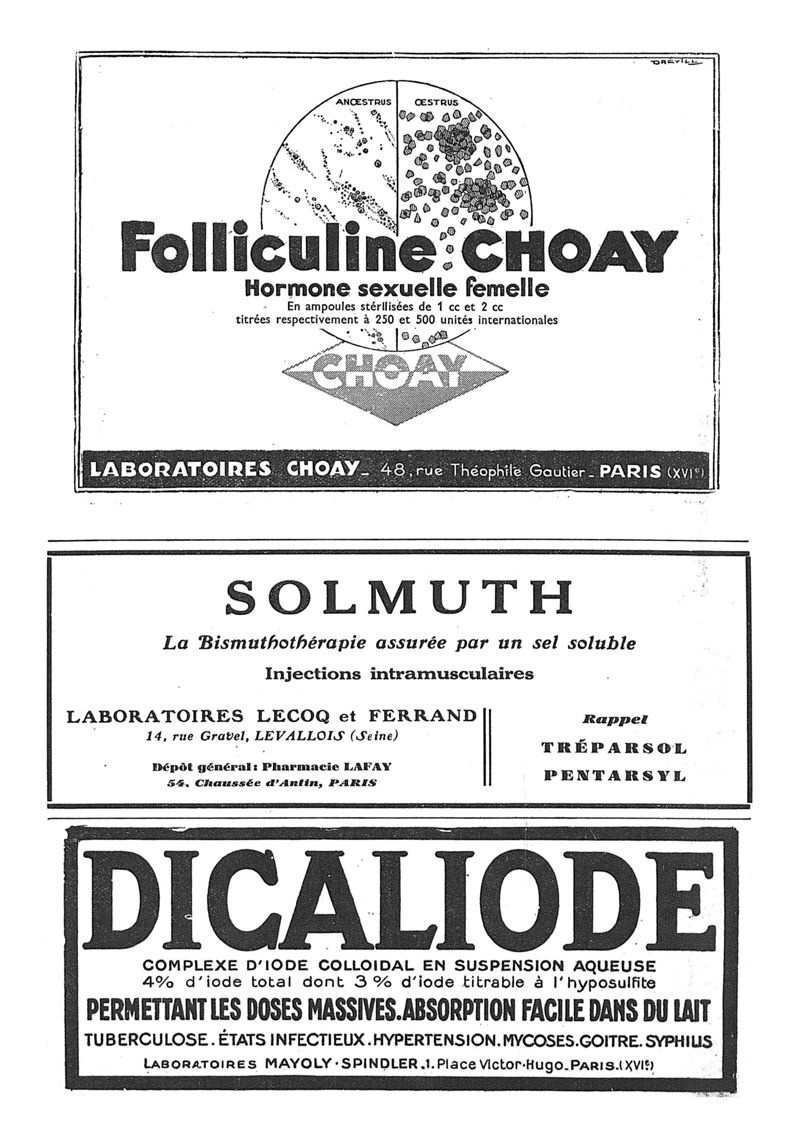 DRÉVILL
ANŒSTRUS ŒSTRUS
Folliculine CHOAY
Hormone sexuelle femelle
En ampoules stérilisées de 1 cc et 2 cc
titrées respectivement à 250 et 500 unités internationales
CHOAY
LABORATOIRES CHOAY_ 48, rue Théophile Gautier_ PARIS (XVIe)
SOLMUTH
La Bismuthothérapie assurée par un sel soluble
Injections intramusculaires
LABORATOIRES LECOQ et FERRAND
14, rue Gravel, LEVALLOIS (Seine)
Dépôt général: Pharmacie LAFAY
54, Chaussée d'Antin, PARIS
Rappel
TRÉPARSOL
PENTARSYL
DICALIODE
COMPLEXE D'IODE COLLOIDAL EN SUSPENSION AQUEUSE
4% d'iode total dont 3% d'iode titrable à l'hyposulfite
PERMETTANT LES DOSES MASSIVES. ABSORPTION FACILE DANS DU LAIT
TUBERCULOSE. ÉTATS INFECTIEUX. HYPERTENSION. MYCOSES. GOITRE. SYPHILIS
LABORATOIRES MAYOLY-SPINDLER. 1. Place Victor-Hugo_ PARIS. (XVIe)